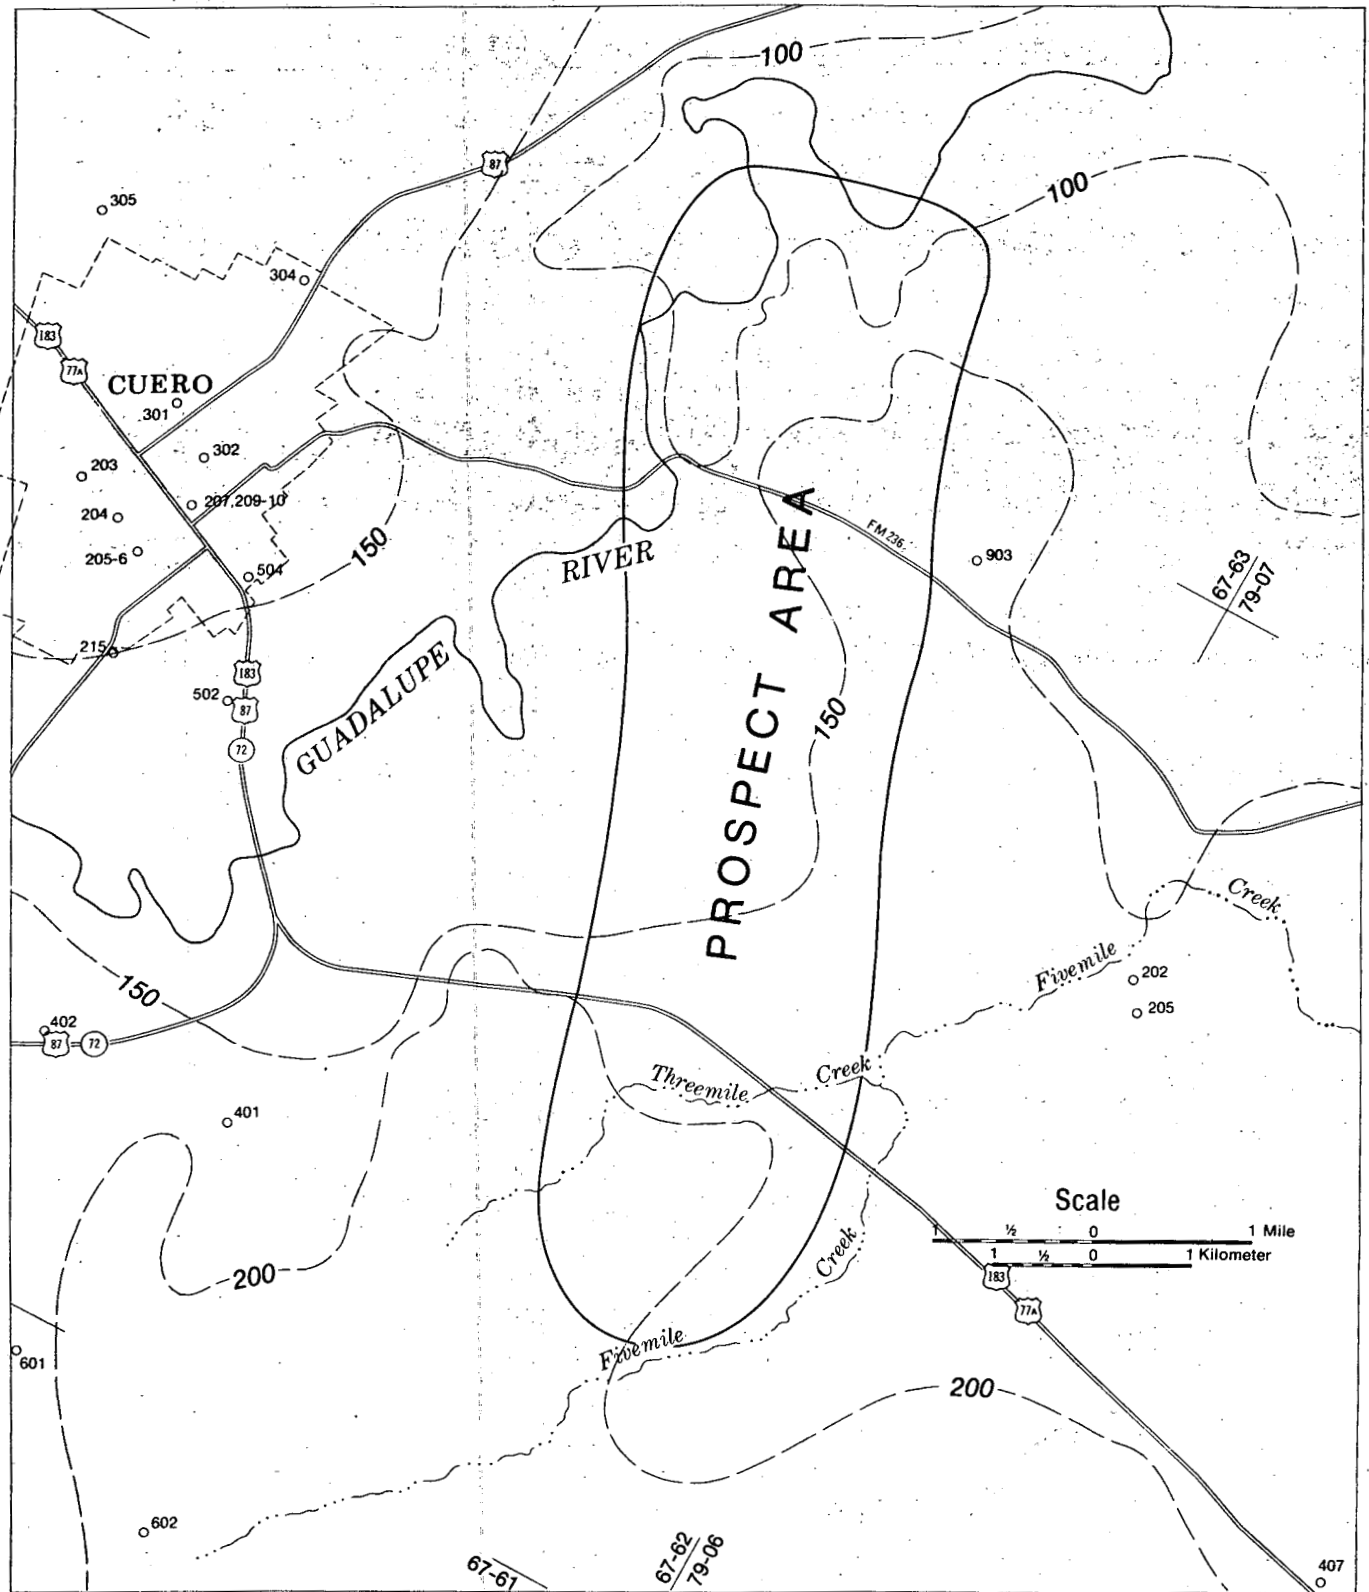 100
87
305
100
304
183
77A
CUERO
301
302
203
207,209-10
204
150
205-6
504
FM 236
903
RIVER
67-63
79-07
PROSPECT AREA
215
183
502
87
GUADALUPE
72
150
Creek
Fivemile
202
205
150
402
87
72
Threemile
Creek
401
Scale
1 ½ 0 1 Mile
1 ½ 0 1 Kilometer
Creek
200
183
77A
Fivemile
601
200
602
67-61
67-62
79-06
407